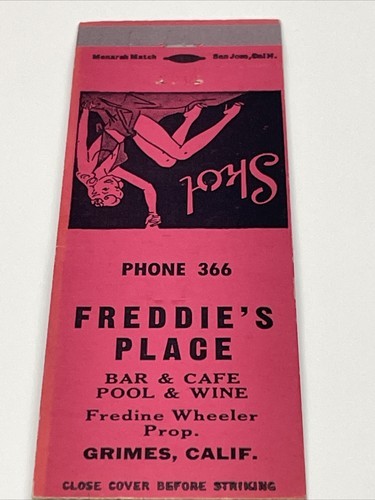 Monarch Match San Jose, Calif.
Skol
PHONE 366
FREDDIE'S
PLACE
BAR & CAFE
POOL & WINE
Fredine Wheeler
Prop.
GRIMES, CALIF.
CLOSE COVER BEFORE STRIKING